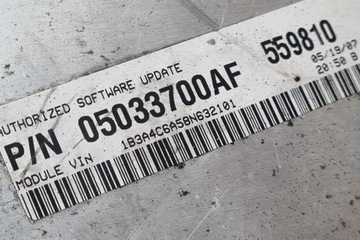 AUTHORIZED SOFTWARE UPDATE
P/N 05033700AF 559810
05/19/07
20:50 B
MODULE VIN 1B3A4C6A58N632101